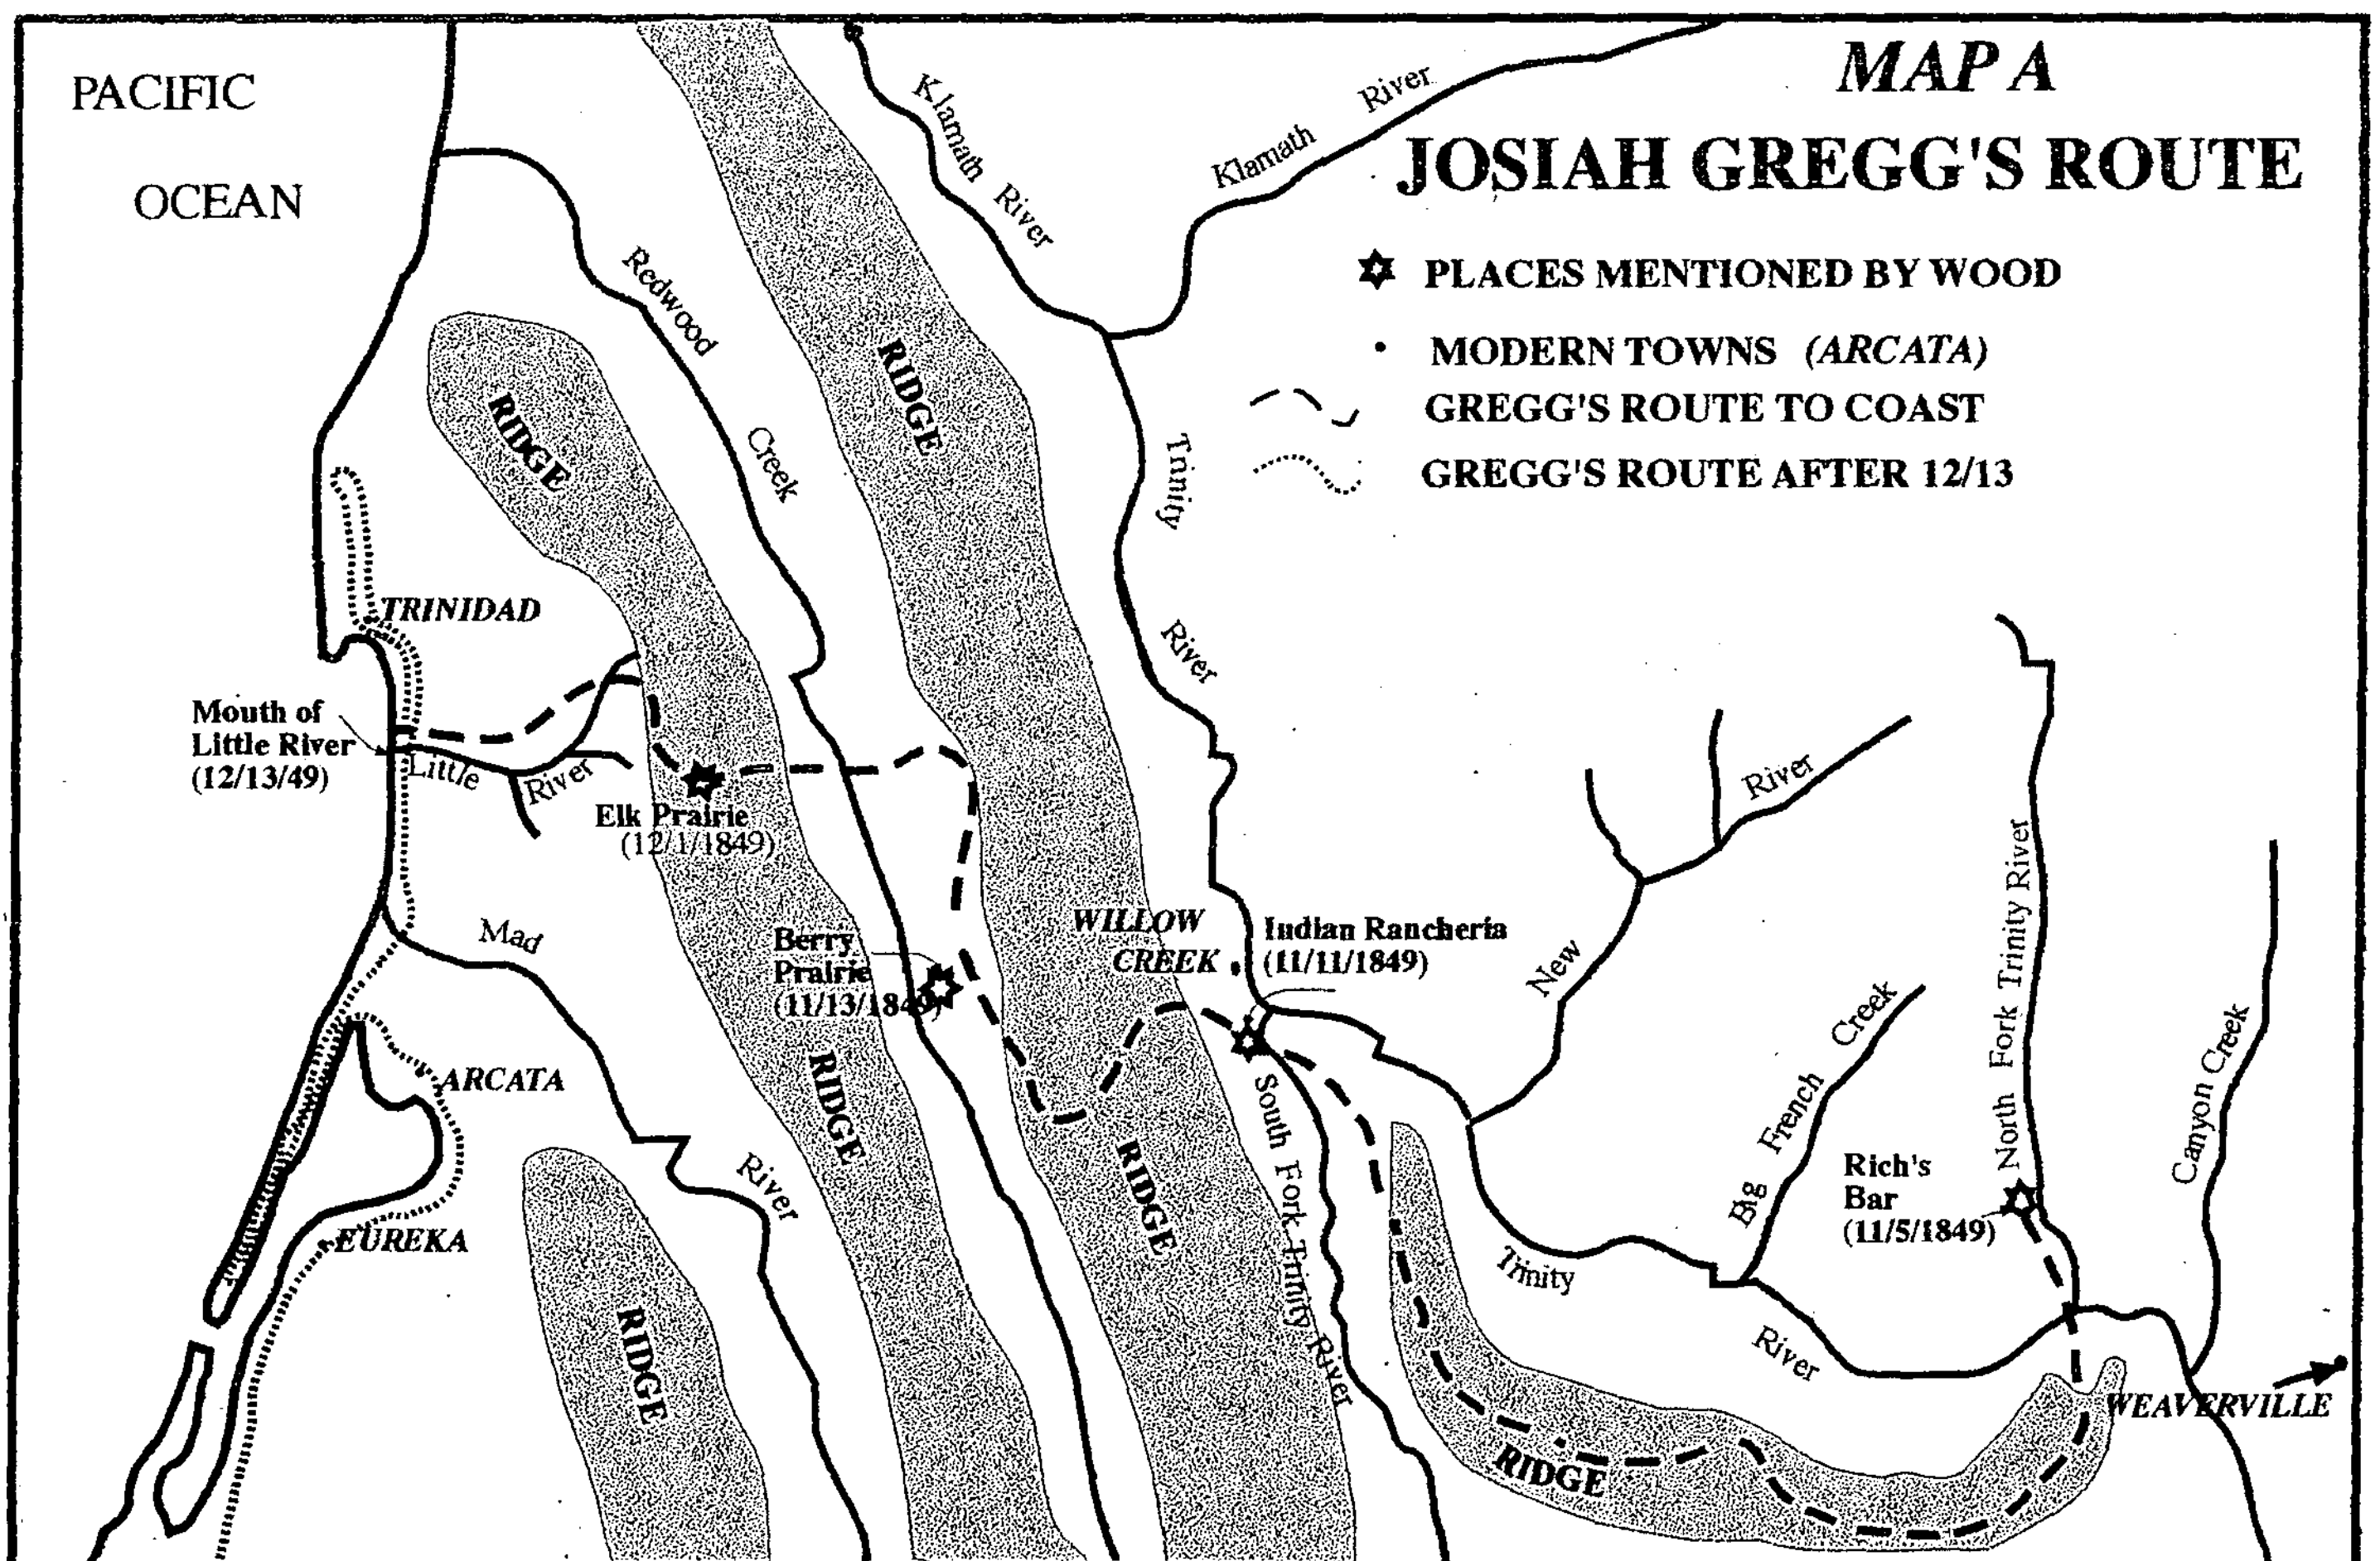 PACIFIC
OCEAN
MAP A
JOSIAH GREGG'S ROUTE
PLACES MENTIONED BY WOOD
MODERN TOWNS (ARCATA)
GREGG'S ROUTE TO COAST
GREGG'S ROUTE AFTER 12/13
Klamath River
Klamath River
Redwood Creek
RIDGE
RIDGE
Trinity River
TRINIDAD
Mouth of
Little River
(12/13/49)
Little River
Elk Prairie
(12/1/1849)
Mad River
Berry
Prairie
(11/13/1849)
WILLOW
CREEK
Indian Rancheria
(11/11/1849)
New River
Big French Creek
North Fork Trinity River
Canyon Creek
ARCATA
EUREKA
RIDGE
RIDGE
RIDGE
South Fork Trinity River
Rich's
Bar
(11/5/1849)
Trinity River
WEAVERVILLE
RIDGE